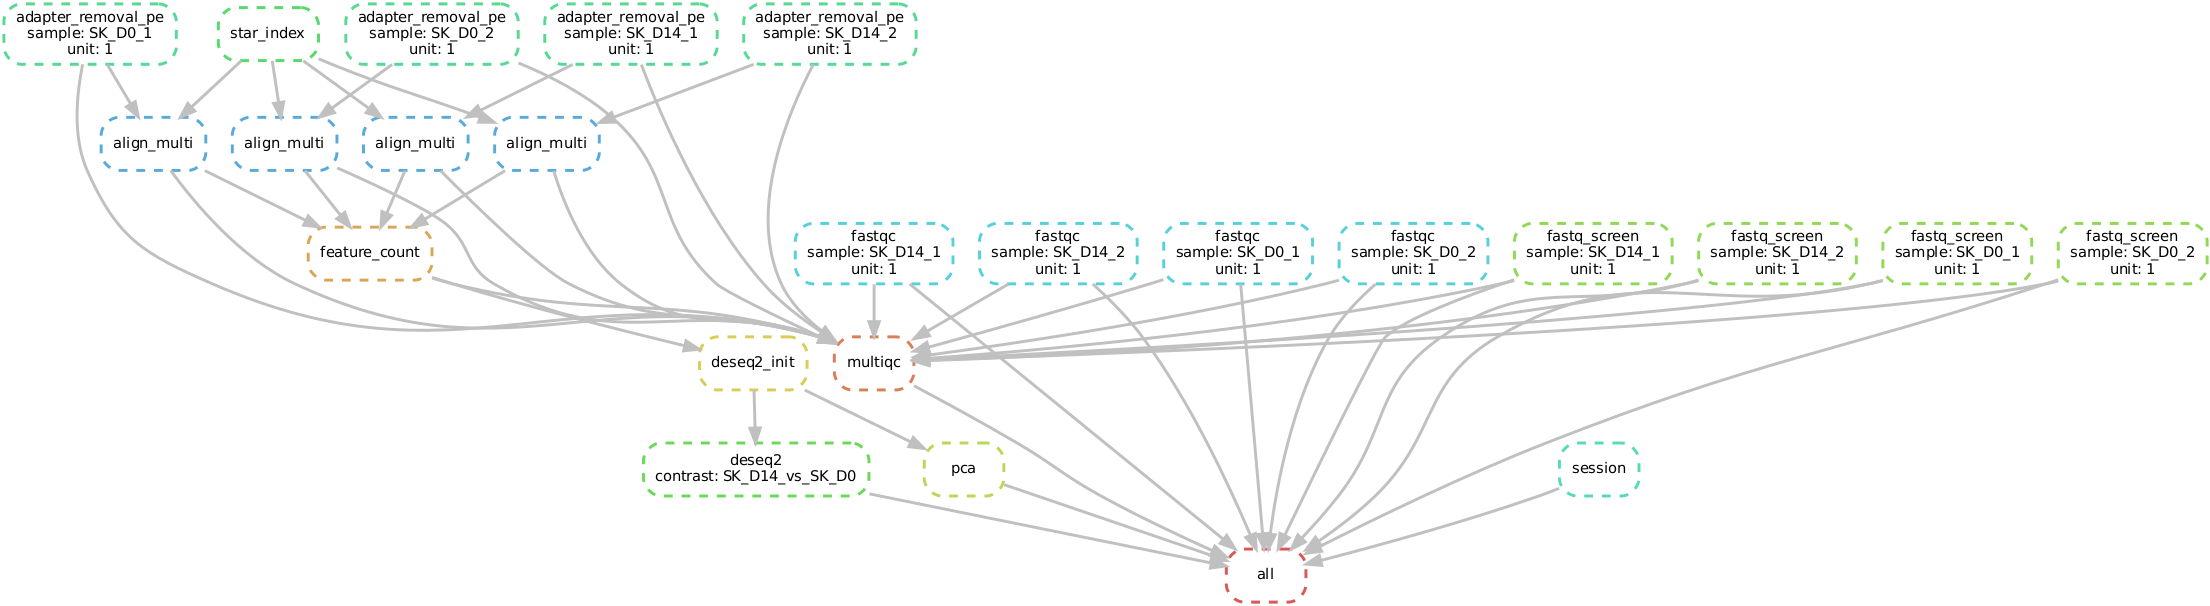 adapter_removal_pe
sample: SK_D0_1
unit: 1
star_index
adapter_removal_pe
sample: SK_D0_2
unit: 1
adapter_removal_pe
sample: SK_D14_1
unit: 1
adapter_removal_pe
sample: SK_D14_2
unit: 1
align_multi
align_multi
align_multi
align_multi
feature_count
fastqc
sample: SK_D14_1
unit: 1
fastqc
sample: SK_D14_2
unit: 1
fastqc
sample: SK_D0_1
unit: 1
fastqc
sample: SK_D0_2
unit: 1
fastq_screen
sample: SK_D14_1
unit: 1
fastq_screen
sample: SK_D14_2
unit: 1
fastq_screen
sample: SK_D0_1
unit: 1
fastq_screen
sample: SK_D0_2
unit: 1
deseq2_init
multiqc
deseq2
contrast: SK_D14_vs_SK_D0
pca
session
all